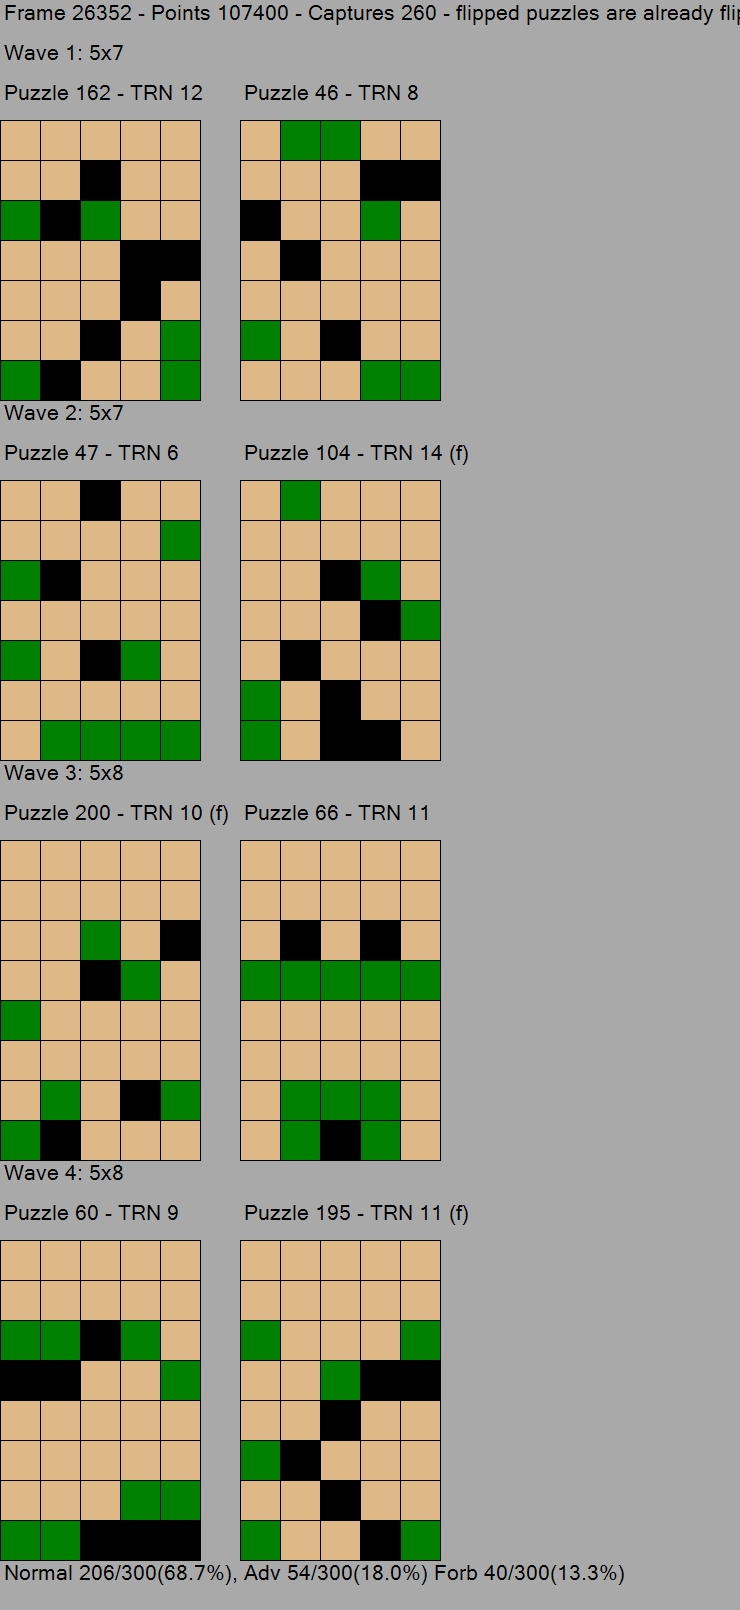 Frame 26352 - Points 107400 - Captures 260 - flipped puzzles are already flip
Wave 1: 5x7
Puzzle 162 - TRN 12 Puzzle 46 - TRN 8
Wave 2: 5x7
Puzzle 47 - TRN 6 Puzzle 104 - TRN 14 (f)
Wave 3: 5x8
Puzzle 200 - TRN 10 (f) Puzzle 66 - TRN 11
Wave 4: 5x8
Puzzle 60 - TRN 9 Puzzle 195 - TRN 11 (f)
Normal 206/300(68.7%), Adv 54/300(18.0%) Forb 40/300(13.3%)